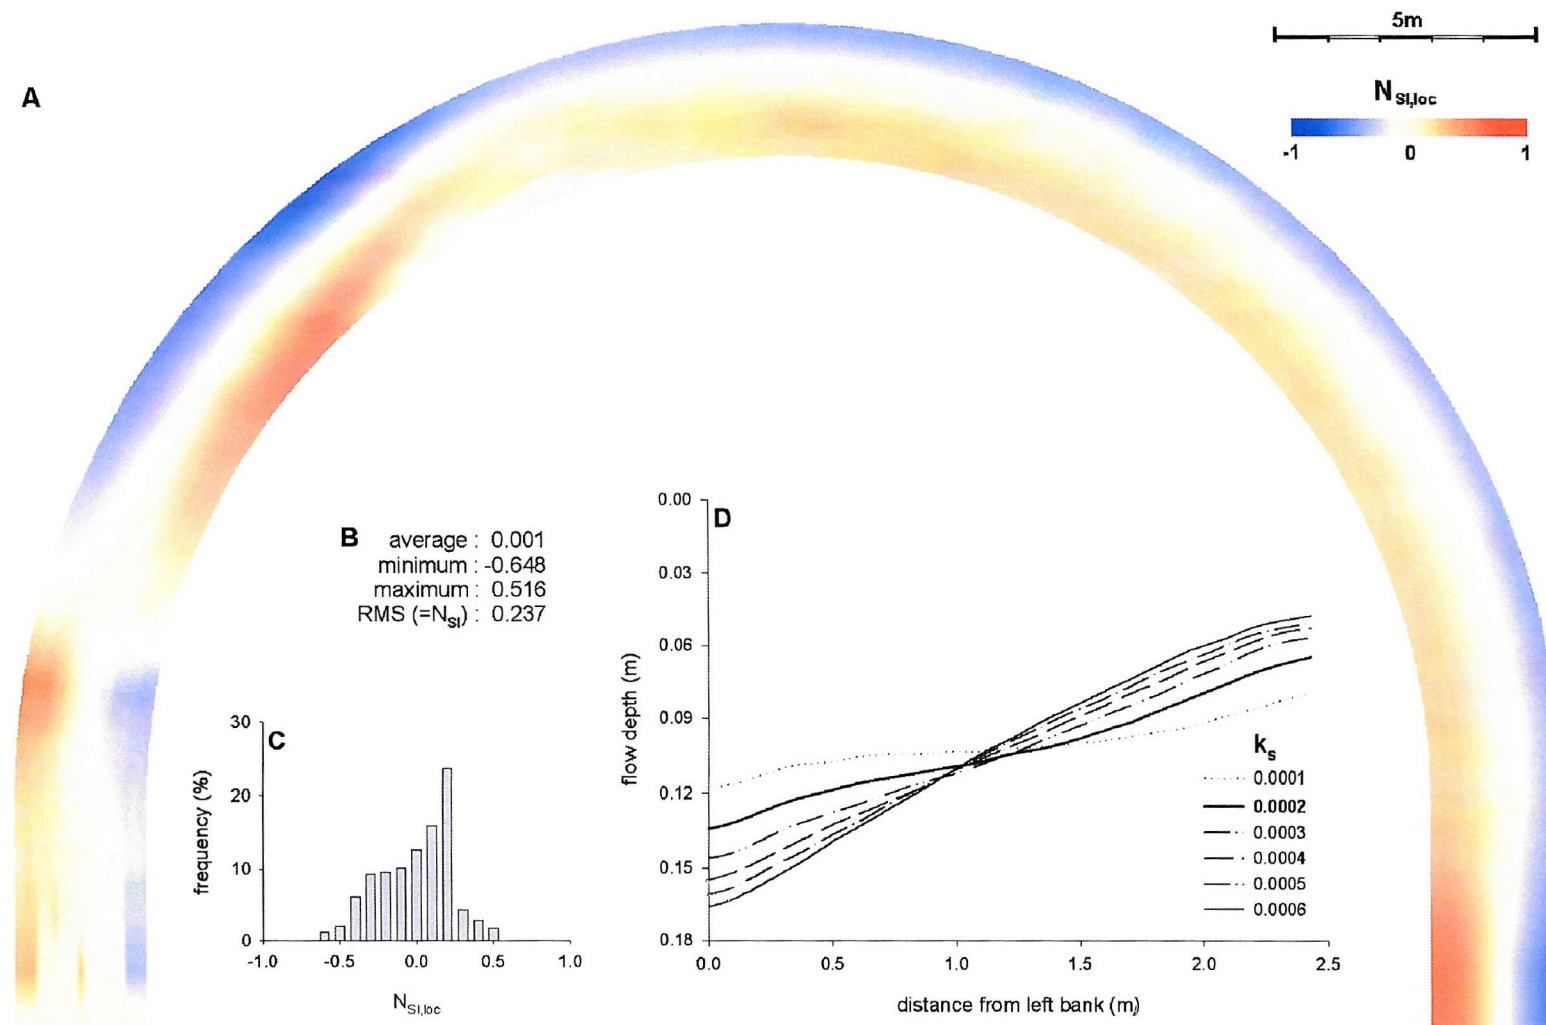 5m
A
N_SI,loc
-1 0 1
B average : 0.001
minimum : -0.648
maximum : 0.516
RMS (=N_SI) : 0.237
C
frequency (%)
30
20
10
0
-1.0 -0.5 0.0 0.5 1.0
N_SI,loc
D
flow depth (m)
0.00
0.03
0.06
0.09
0.12
0.15
0.18
0.0 0.5 1.0 1.5 2.0 2.5
distance from left bank (m)
k_s
0.0001
0.0002
0.0003
0.0004
0.0005
0.0006